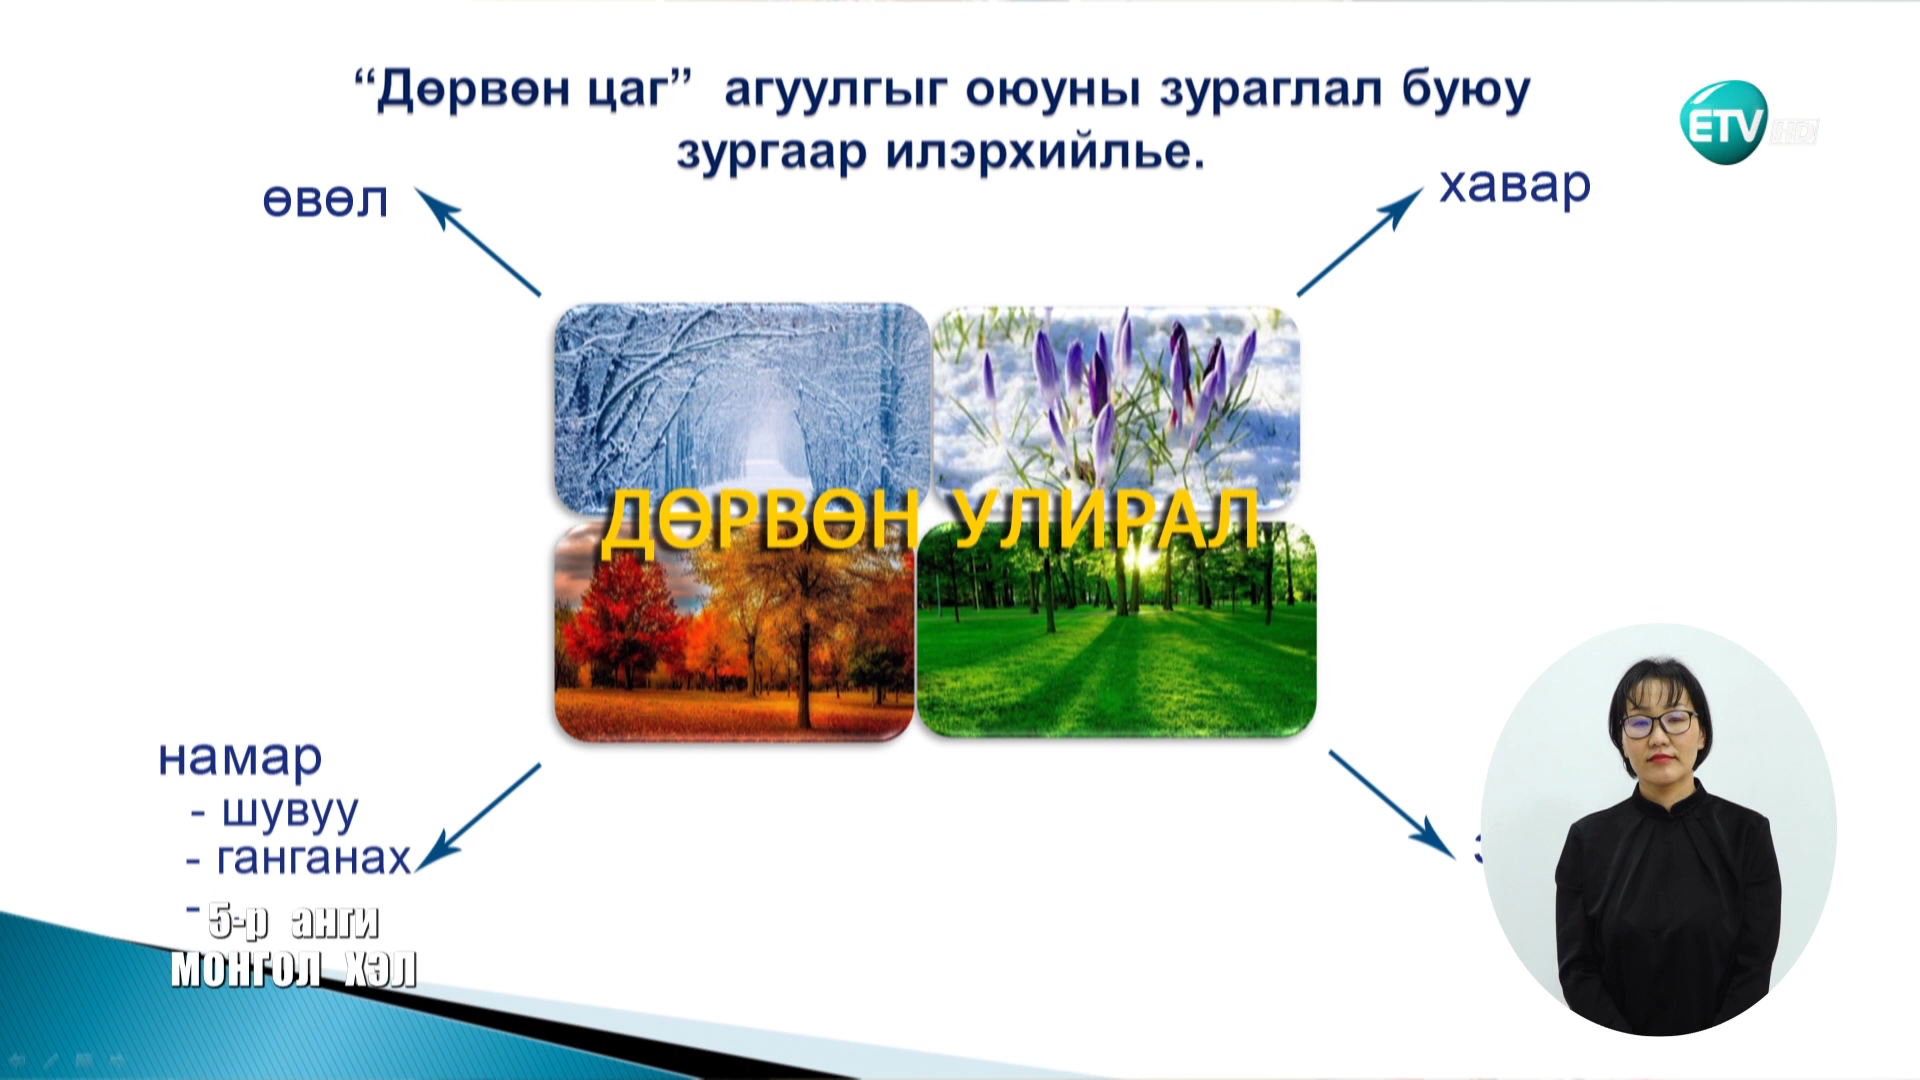 “Дөрвөн цаг” агуулгыг оюуны зураглал буюу
зургаар илэрхийлье.
ETV HD
өвөл
хавар
ДӨРВӨН УЛИРАЛ
намар
- шувуу
- ганганах
-
5-р анги
МОНГОЛ ХЭЛ